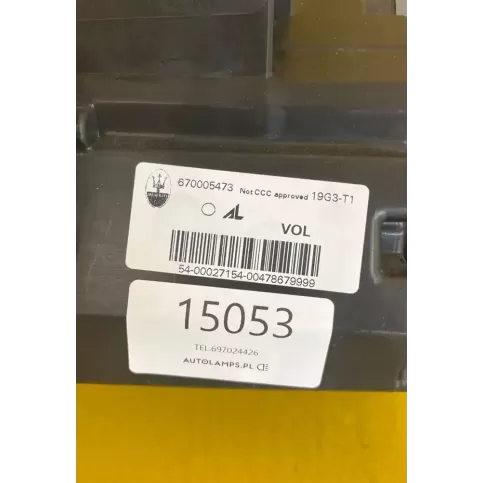 670005473 Not CCC approved 19G3-T1
AL VOL
54-00027154-00478679999
15053
TEL.697024426
AUTOLAMPS.PL